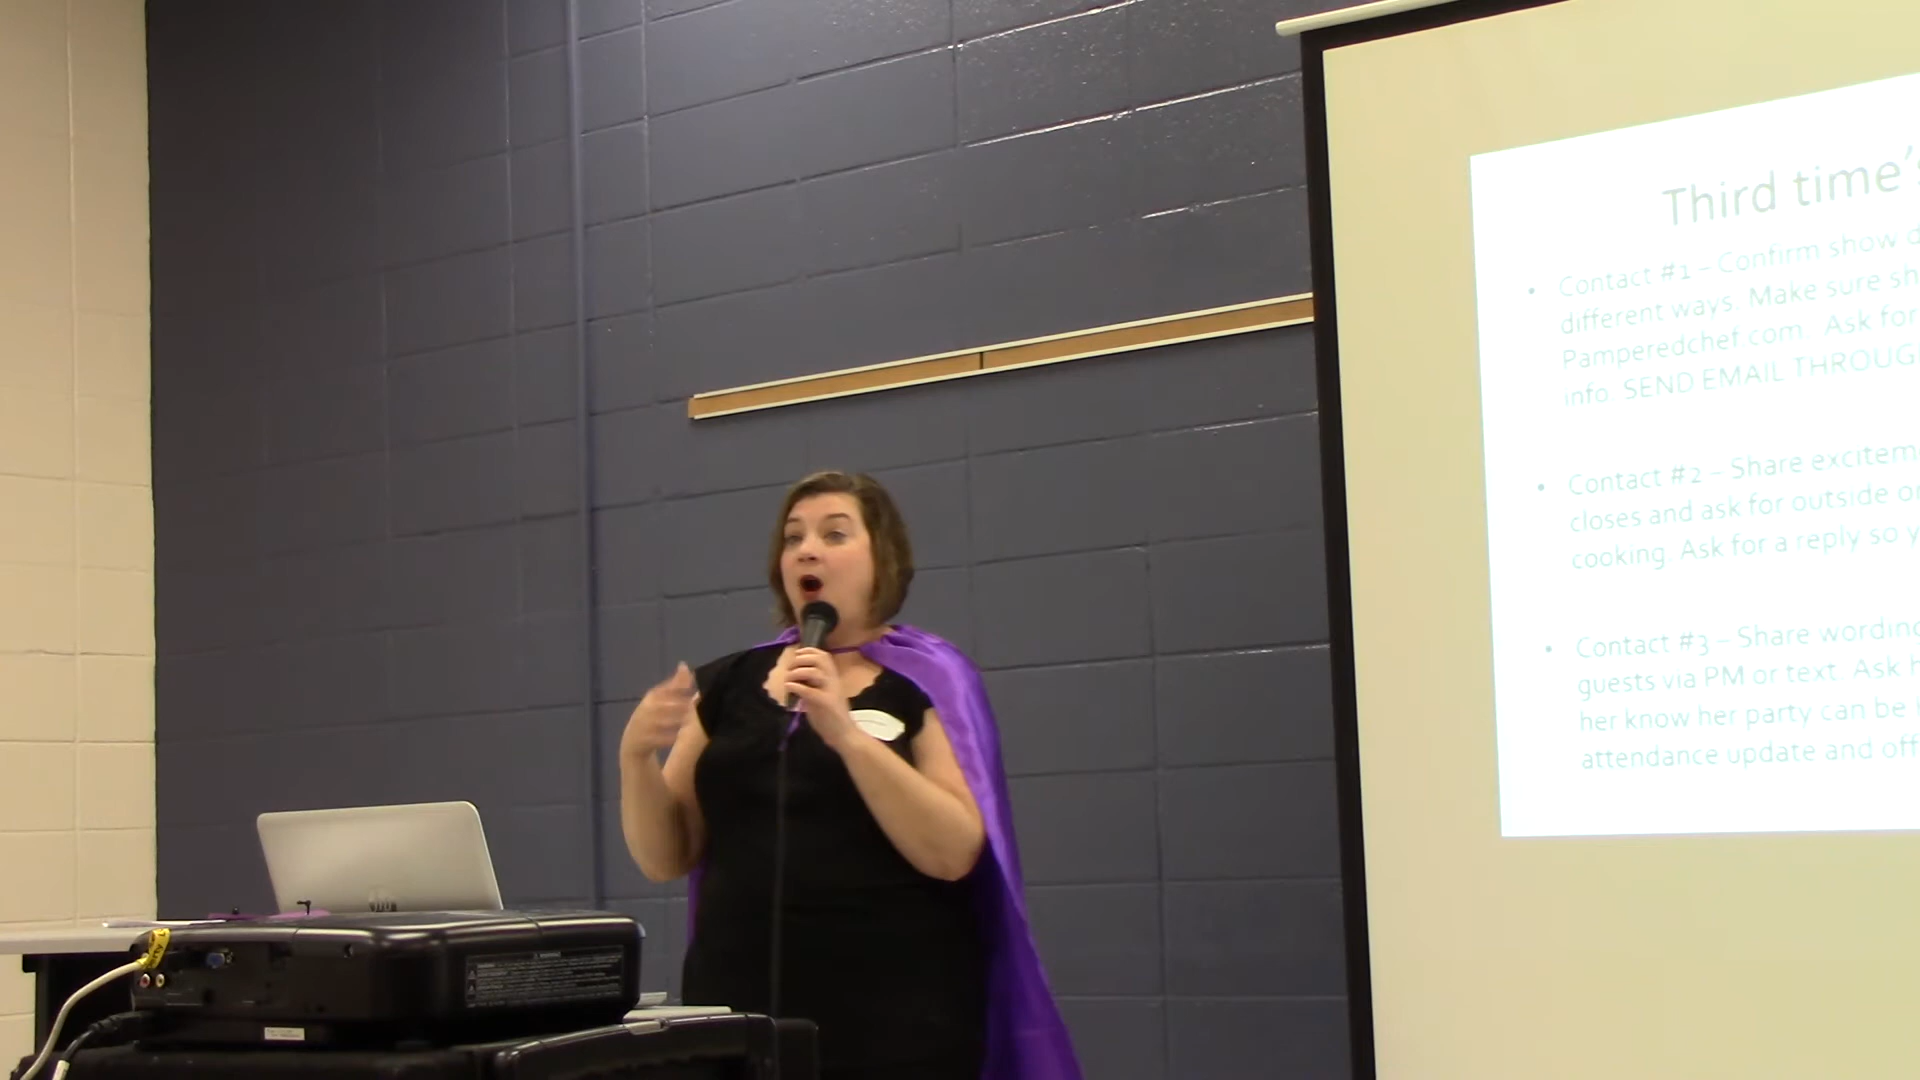 Third time's
• Contact #1 – Confirm show d
different ways. Make sure sh
Pamperedchef.com. Ask for
info. SEND EMAIL THROUG
• Contact #2 – Share excitem
closes and ask for outside or
cooking. Ask for a reply so y
• Contact #3 – Share wording
guests via PM or text. Ask h
her know her party can be
attendance update and off
hp